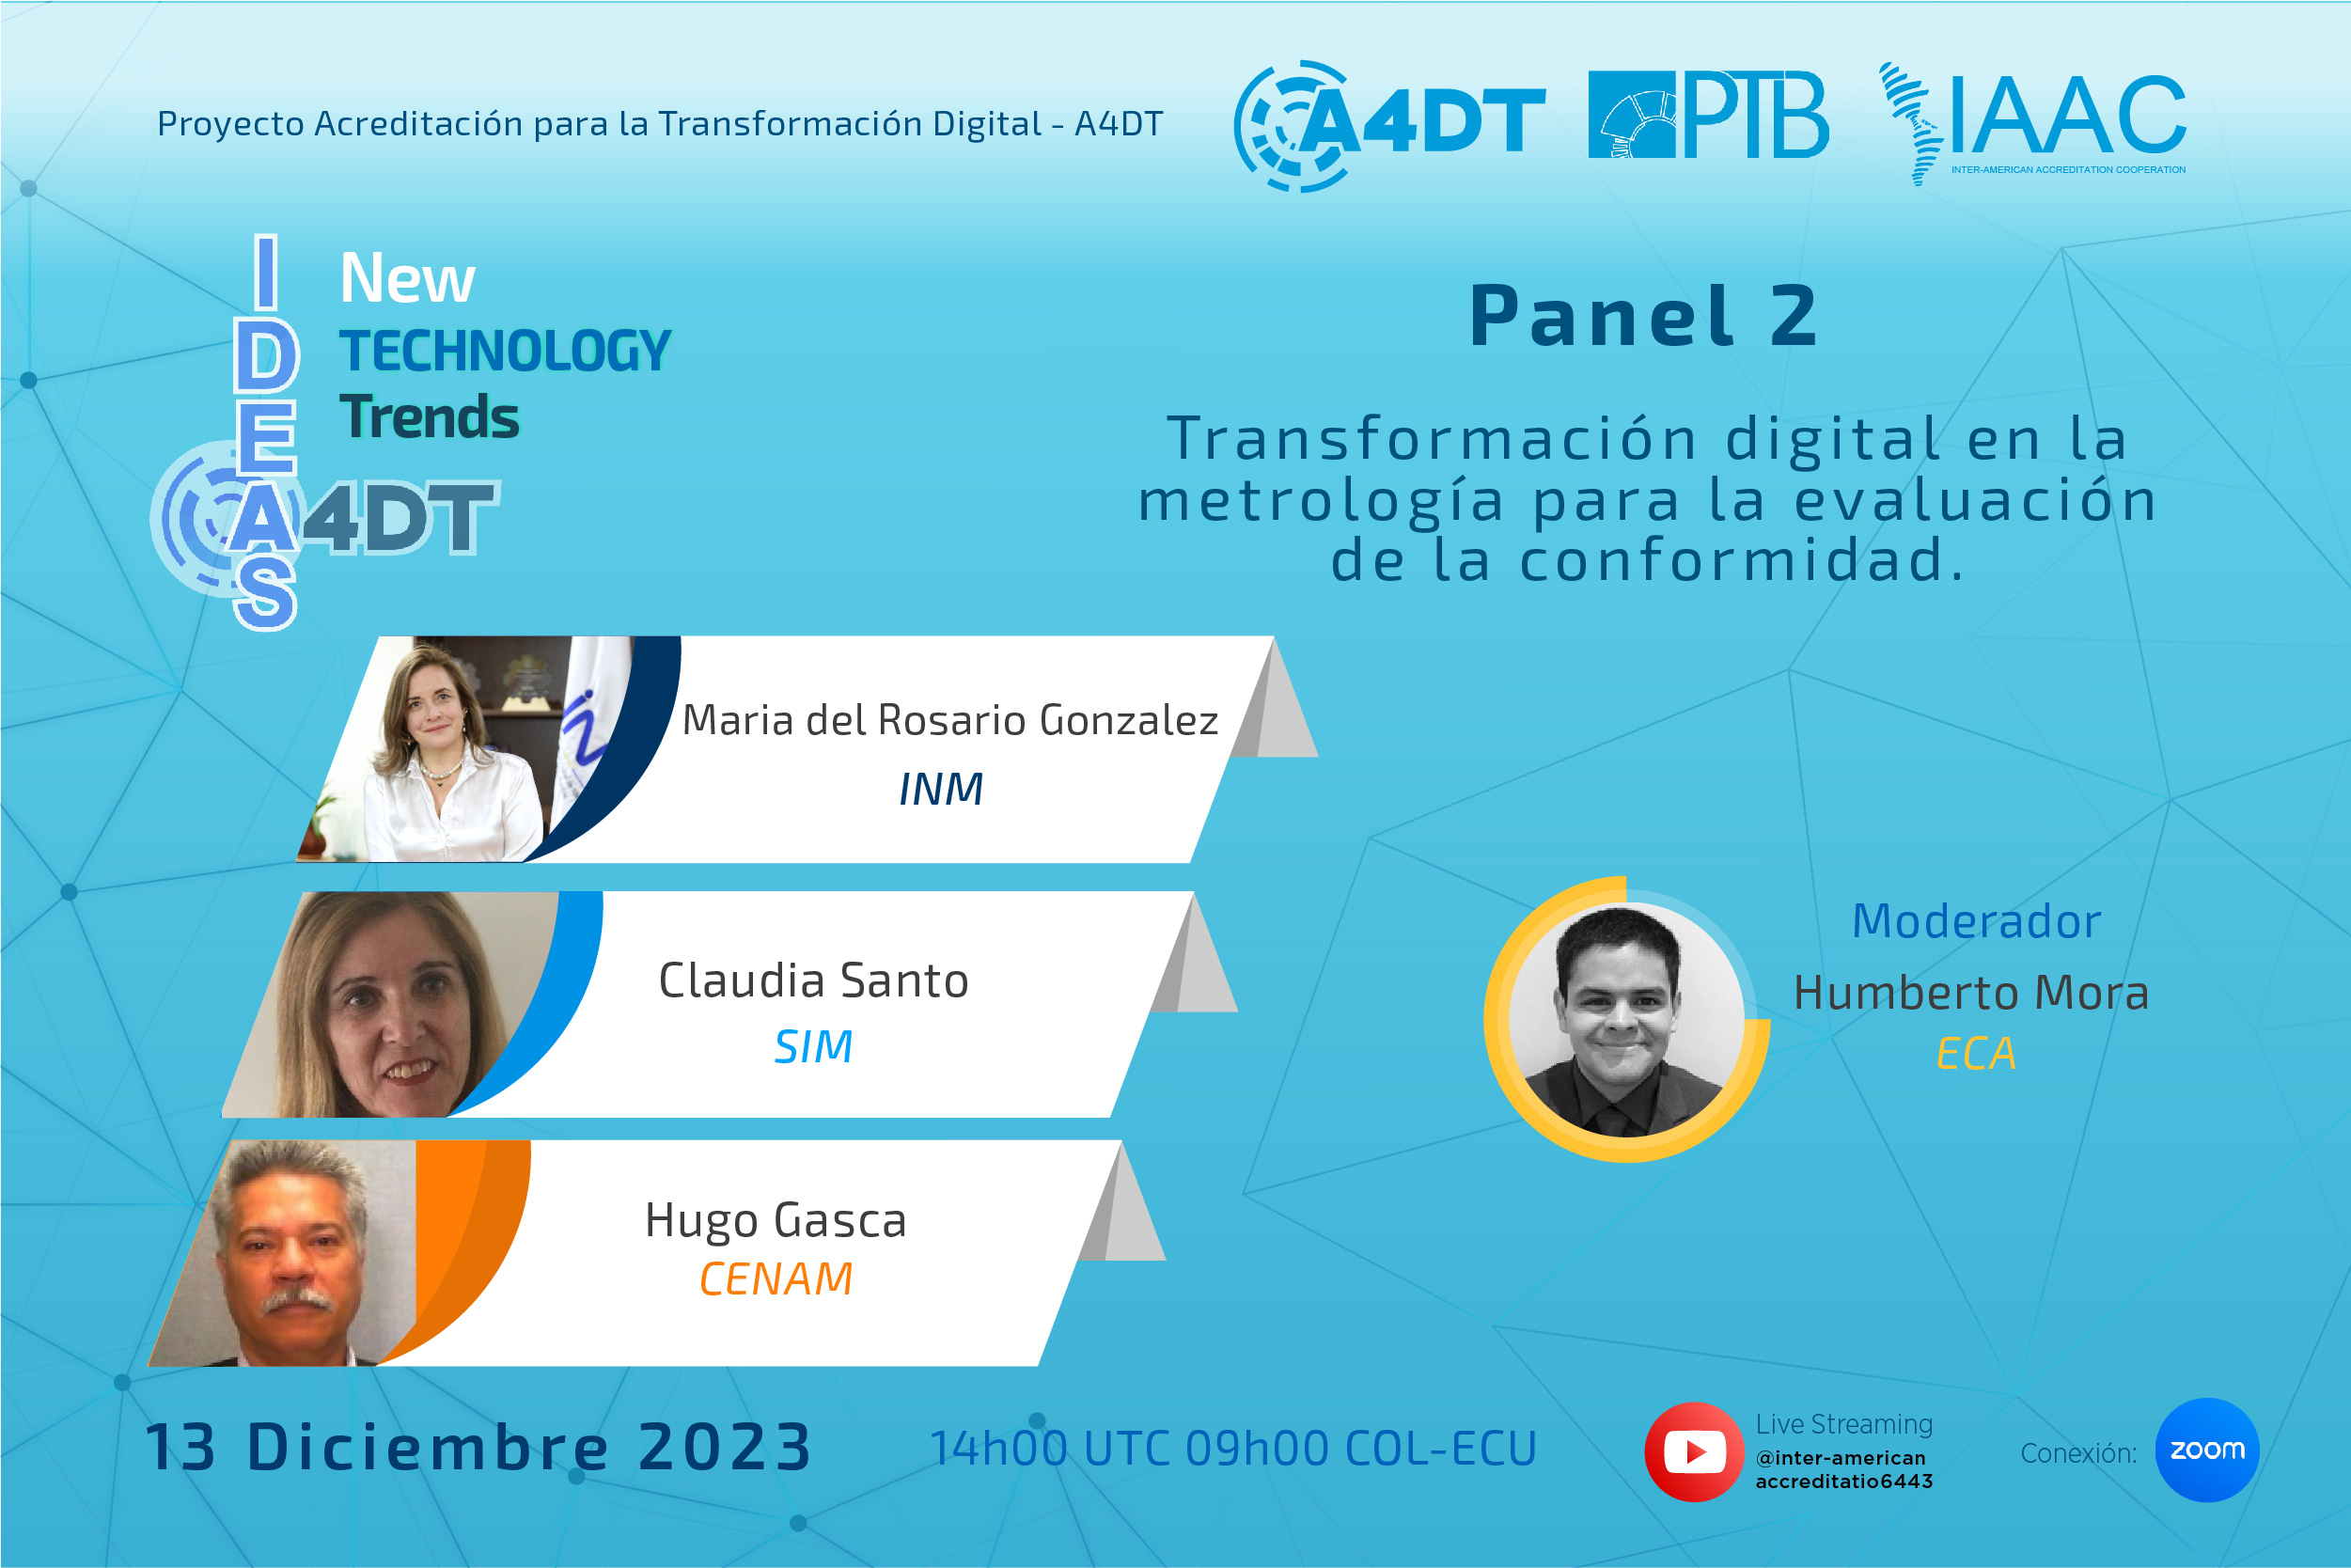 Proyecto Acreditación para la Transformación Digital - A4DT
A4DT
PTB
IAAC
INTER-AMERICAN ACCREDITATION COOPERATION
IDEAS
New
TECHNOLOGY
Trends
A4DT
Panel 2
Transformación digital en la
metrología para la evaluación
de la conformidad.
Maria del Rosario Gonzalez
INM
Claudia Santo
SIM
Hugo Gasca
CENAM
Moderador
Humberto Mora
ECA
13 Diciembre 2023
14h00 UTC 09h00 COL-ECU
Live Streaming
@inter-american
accreditatio6443
Conexión:
zoom